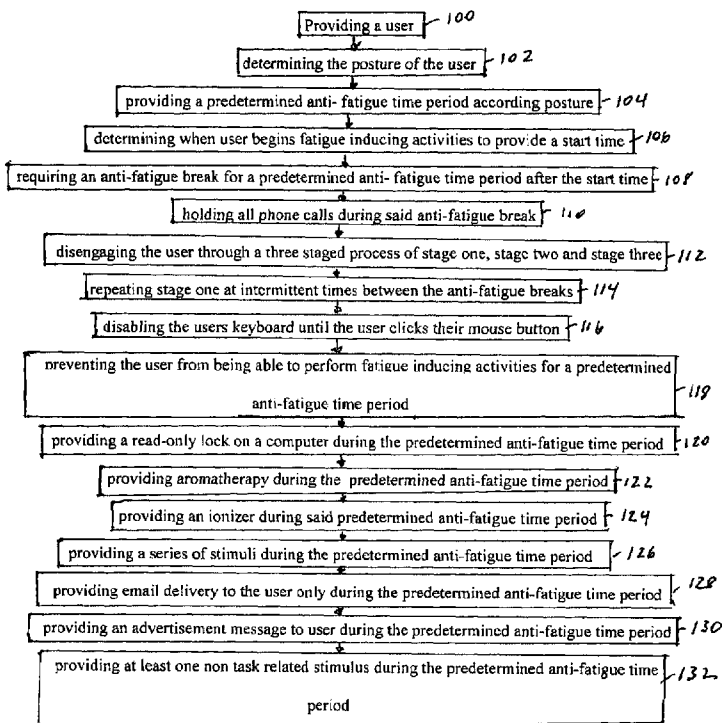 Providing a user 100
determining the posture of the user 102
providing a predetermined anti- fatigue time period according posture 104
determining when user begins fatigue inducing activities to provide a start time 106
requiring an anti-fatigue break for a predetermined anti- fatigue time period after the start time 108
holding all phone calls during said anti-fatigue break 110
disengaging the user through a three staged process of stage one, stage two and stage three 112
repeating stage one at intermittent times between the anti-fatigue breaks 114
disabling the users keyboard until the user clicks their mouse button 116
preventing the user from being able to perform fatigue inducing activities for a predetermined
anti-fatigue time period 118
providing a read-only lock on a computer during the predetermined anti-fatigue time period 120
providing aromatherapy during the predetermined anti-fatigue time period 122
providing an ionizer during said predetermined anti-fatigue time period 124
providing a series of stimuli during the predetermined anti-fatigue time period 126
providing email delivery to the user only during the predetermined anti-fatigue time period 128
providing an advertisement message to user during the predetermined anti-fatigue time period 130
providing at least one non task related stimulus during the predetermined anti-fatigue time 132
period